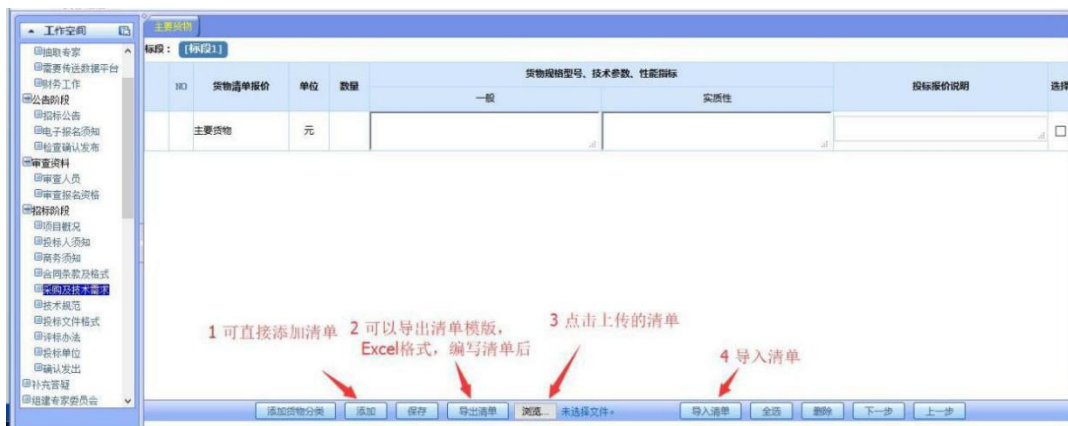 工作空间
抽取专家
需要传送数据平台
财务工作
公告阶段
招标公告
电子报名须知
检查确认发布
审查资料
审查人员
审查报名资格
招标阶段
项目概况
投标人须知
商务须知
合同条款及格式
采购及技术需求
技术规范
投标文件格式
评标办法
投标单位
确认发出
补充答疑
组建专家委员会
主要货物
标段： [标段1]
NO 货物清单报价 单位 数量 货物规格型号、技术参数、性能指标 投标报价说明 选择
一般 实质性
主要货物 元
1 可直接添加清单
2 可以导出清单模版，
Excel格式，编写清单后
3 点击上传的清单
4 导入清单
添加货物分类 添加 保存 导出清单 浏览... 未选择文件。 导入清单 全选 删除 下一步 上一步